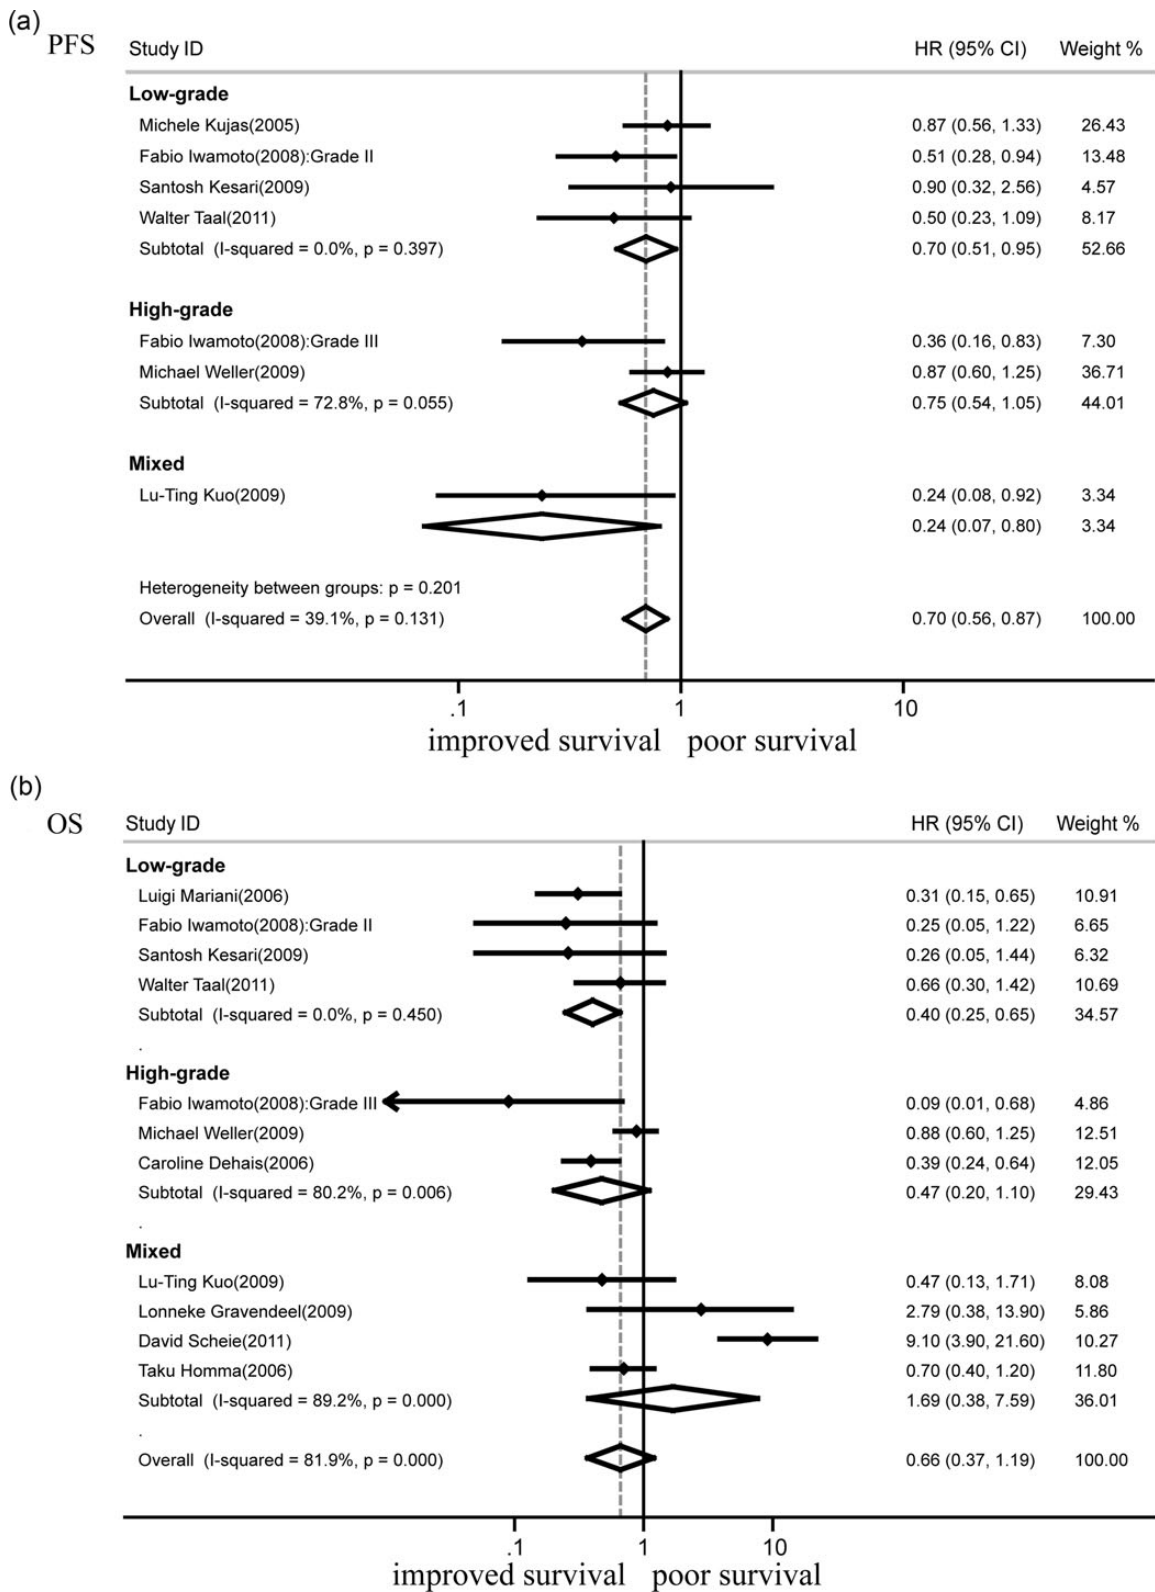 (a)
PFS Study ID HR (95% CI) Weight %
Low-grade
Michele Kujas(2005) 0.87 (0.56, 1.33) 26.43
Fabio Iwamoto(2008):Grade II 0.51 (0.28, 0.94) 13.48
Santosh Kesari(2009) 0.90 (0.32, 2.56) 4.57
Walter Taal(2011) 0.50 (0.23, 1.09) 8.17
Subtotal (I-squared = 0.0%, p = 0.397) 0.70 (0.51, 0.95) 52.66
High-grade
Fabio Iwamoto(2008):Grade III 0.36 (0.16, 0.83) 7.30
Michael Weller(2009) 0.87 (0.60, 1.25) 36.71
Subtotal (I-squared = 72.8%, p = 0.055) 0.75 (0.54, 1.05) 44.01
Mixed
Lu-Ting Kuo(2009) 0.24 (0.08, 0.92) 3.34
0.24 (0.07, 0.80) 3.34
Heterogeneity between groups: p = 0.201
Overall (I-squared = 39.1%, p = 0.131) 0.70 (0.56, 0.87) 100.00
.1 1 10
improved survival poor survival
(b)
OS Study ID HR (95% CI) Weight %
Low-grade
Luigi Mariani(2006) 0.31 (0.15, 0.65) 10.91
Fabio Iwamoto(2008):Grade II 0.25 (0.05, 1.22) 6.65
Santosh Kesari(2009) 0.26 (0.05, 1.44) 6.32
Walter Taal(2011) 0.66 (0.30, 1.42) 10.69
Subtotal (I-squared = 0.0%, p = 0.450) 0.40 (0.25, 0.65) 34.57
.
High-grade
Fabio Iwamoto(2008):Grade III 0.09 (0.01, 0.68) 4.86
Michael Weller(2009) 0.88 (0.60, 1.25) 12.51
Caroline Dehais(2006) 0.39 (0.24, 0.64) 12.05
Subtotal (I-squared = 80.2%, p = 0.006) 0.47 (0.20, 1.10) 29.43
.
Mixed
Lu-Ting Kuo(2009) 0.47 (0.13, 1.71) 8.08
Lonneke Gravendeel(2009) 2.79 (0.38, 13.90) 5.86
David Scheie(2011) 9.10 (3.90, 21.60) 10.27
Taku Homma(2006) 0.70 (0.40, 1.20) 11.80
Subtotal (I-squared = 89.2%, p = 0.000) 1.69 (0.38, 7.59) 36.01
.
Overall (I-squared = 81.9%, p = 0.000) 0.66 (0.37, 1.19) 100.00
.1 1 10
improved survival poor survival